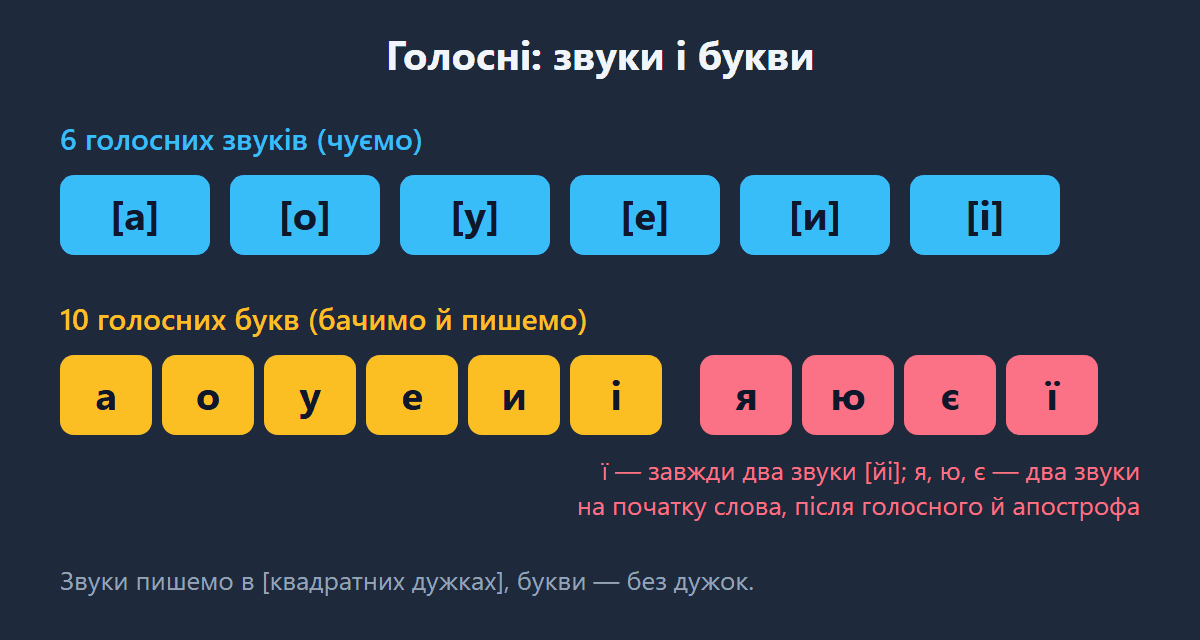 Голосні: звуки і букви
6 голосних звуків (чуємо)
[а] [о] [у] [е] [и] [і]
10 голосних букв (бачимо й пишемо)
а о у е и і я ю є ї
ї — завжди два звуки [йі]; я, ю, є — два звуки
на початку слова, після голосного й апострофа
Звуки пишемо в [квадратних дужках], букви — без дужок.